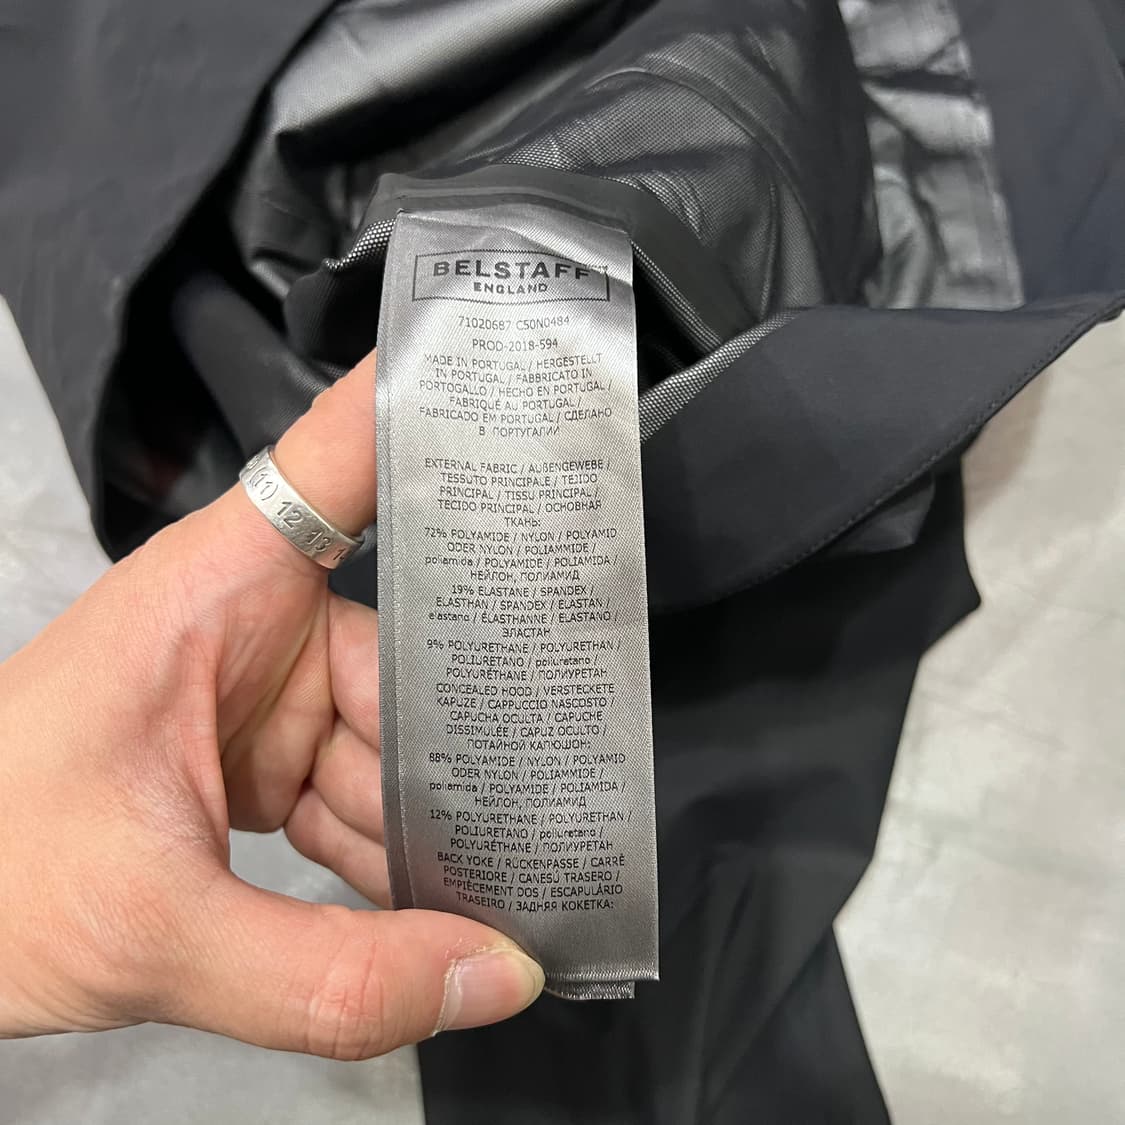 BELSTAFF
ENGLAND
71020687 C50N0484
PROD-2018-594
MADE IN PORTUGAL / HERGESTELLT
IN PORTUGAL / FABBRICATO IN
PORTOGALLO / HECHO EN PORTUGAL /
FABRIQUÉ AU PORTUGAL /
FABRICADO EM PORTUGAL / СДЕЛАНО
В ПОРТУГАЛИИ
EXTERNAL FABRIC / AUßENGEWEBE /
TESSUTO PRINCIPALE / TEJIDO
PRINCIPAL / TISSU PRINCIPAL /
TECIDO PRINCIPAL / ОСНОВНАЯ
ТКАНЬ:
72% POLYAMIDE / NYLON / POLYAMID
ODER NYLON / POLIAMMIDE /
poliamida / POLYAMIDE / POLIAMIDA /
НЕЙЛОН, ПОЛИАМИД
19% ELASTANE / SPANDEX /
ELASTHAN / SPANDEX / ELASTAN /
elastano / ÉLASTHANNE / ELASTANO /
ЭЛАСТАН
9% POLYURETHANE / POLYURETHAN /
POLIURETANO / poliuretano /
POLYURÉTHANE / ПОЛИУРЕТАН
CONCEALED HOOD / VERSTECKTE
KAPUZE / CAPPUCCIO NASCOSTO /
CAPUCHA OCULTA / CAPUCHE
DISSIMULÉE / CAPUZ OCULTO /
ПОТАЙНОЙ КАПЮШОН:
88% POLYAMIDE / NYLON / POLYAMID
ODER NYLON / POLIAMMIDE /
poliamida / POLYAMIDE / POLIAMIDA /
НЕЙЛОН, ПОЛИАМИД
12% POLYURETHANE / POLYURETHAN /
POLIURETANO / poliuretano /
POLYURÉTHANE / ПОЛИУРЕТАН
BACK YOKE / RÜCKENPASSE / CARRÈ
POSTERIORE / CANESÚ TRASERO /
EMPIÈCEMENT DOS / ESCAPULÁRIO
TRASEIRO / ЗАДНЯЯ КОКЕТКА:
(11) 12 13